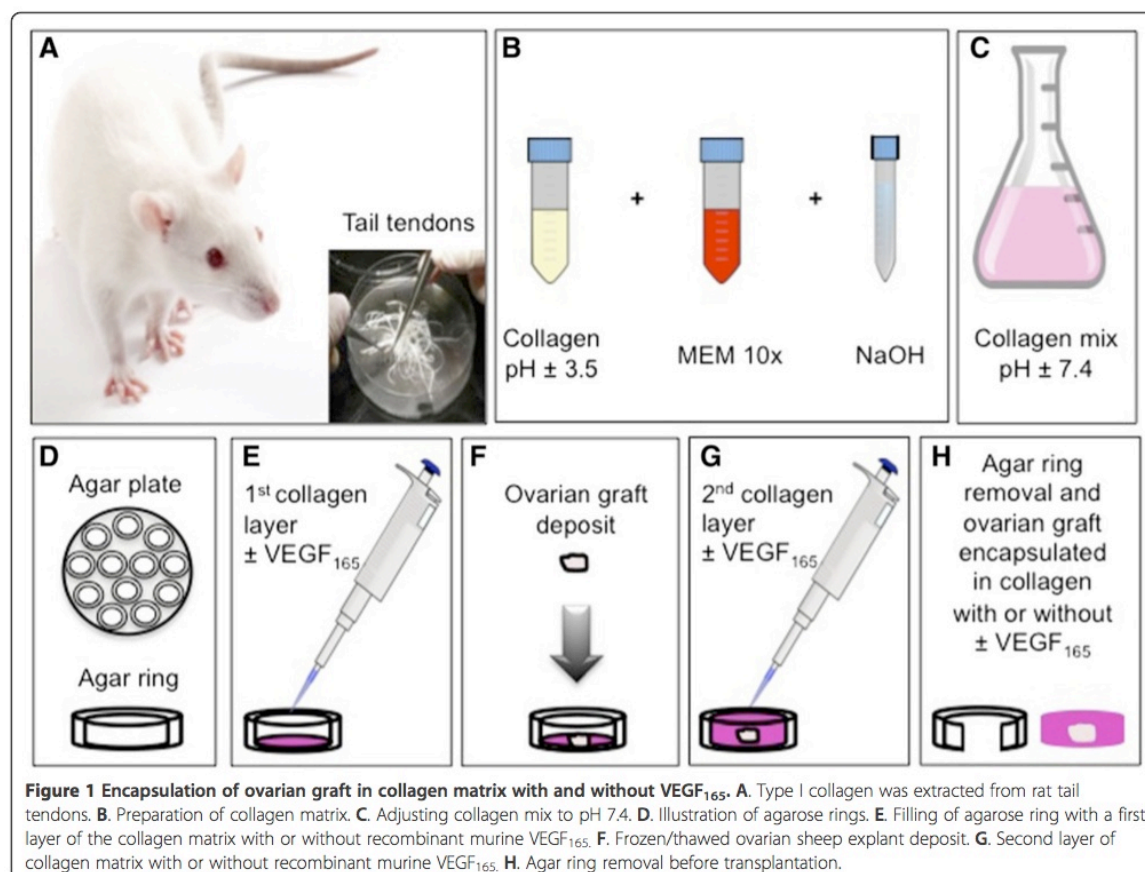 A
Tail tendons
B
+
+
Collagen
pH ± 3.5
MEM 10x
NaOH
C
Collagen mix
pH ± 7.4
D
Agar plate
Agar ring
E
1st collagen
layer
± VEGF165
F
Ovarian graft
deposit
G
2nd collagen
layer
± VEGF165
H
Agar ring
removal and
ovarian graft
encapsulated
in collagen
with or without
± VEGF165
Figure 1 Encapsulation of ovarian graft in collagen matrix with and without VEGF165. A. Type I collagen was extracted from rat tail
tendons. B. Preparation of collagen matrix. C. Adjusting collagen mix to pH 7.4. D. Illustration of agarose rings. E. Filling of agarose ring with a first
layer of the collagen matrix with or without recombinant murine VEGF165. F. Frozen/thawed ovarian sheep explant deposit. G. Second layer of
collagen matrix with or without recombinant murine VEGF165. H. Agar ring removal before transplantation.